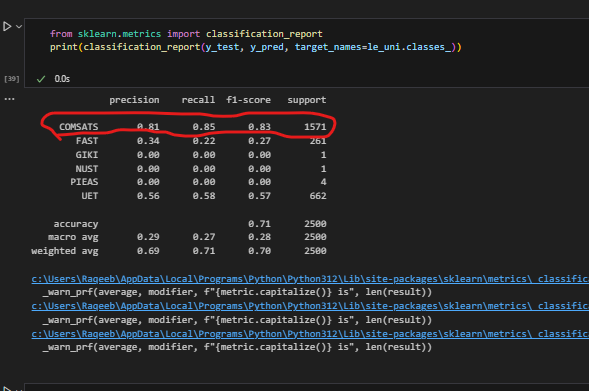 from sklearn.metrics import classification_report
print(classification_report(y_test, y_pred, target_names=le_uni.classes_))
[39] ✓ 0.0s
... precision recall f1-score support
COMSATS 0.81 0.85 0.83 1571
FAST 0.34 0.22 0.27 261
GIKI 0.00 0.00 0.00 1
NUST 0.00 0.00 0.00 1
PIEAS 0.00 0.00 0.00 4
UET 0.56 0.58 0.57 662
accuracy 0.71 2500
macro avg 0.29 0.27 0.28 2500
weighted avg 0.69 0.71 0.70 2500
c:\Users\Raqeeb\AppData\Local\Programs\Python\Python312\Lib\site-packages\sklearn\metrics\_classific
_warn_prf(average, modifier, f"{metric.capitalize()} is", len(result))
c:\Users\Raqeeb\AppData\Local\Programs\Python\Python312\Lib\site-packages\sklearn\metrics\_classific
_warn_prf(average, modifier, f"{metric.capitalize()} is", len(result))
c:\Users\Raqeeb\AppData\Local\Programs\Python\Python312\Lib\site-packages\sklearn\metrics\_classific
_warn_prf(average, modifier, f"{metric.capitalize()} is", len(result))